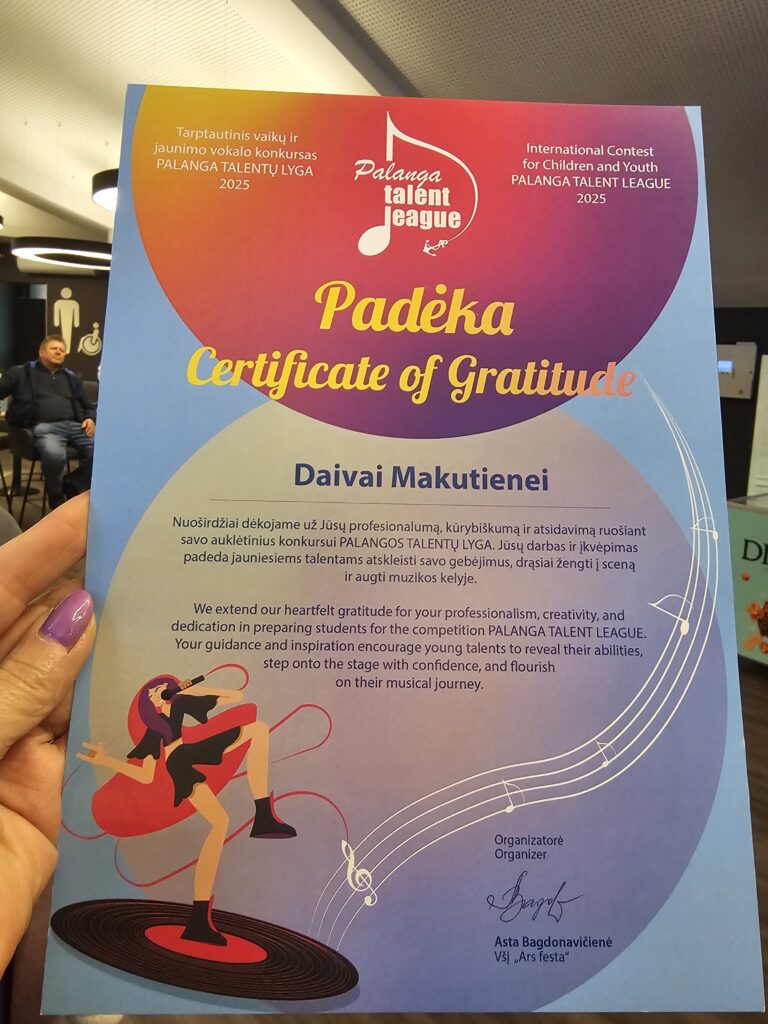 Tarptautinis vaikų ir
jaunimo vokalo konkursas
PALANGA TALENTŲ LYGA
2025
Palanga
talent
league
International Contest
for Children and Youth
PALANGA TALENT LEAGUE
2025
Padėka
Certificate of Gratitude
Daivai Makutienei
Nuoširdžiai dėkojame už Jūsų profesionalumą, kūrybiškumą ir atsidavimą ruošiant
savo auklėtinius konkursui PALANGOS TALENTŲ LYGA. Jūsų darbas ir įkvėpimas
padeda jauniesiems talentams atskleisti savo gebėjimus, drąsiai žengti į sceną
ir augti muzikos kelyje.
We extend our heartfelt gratitude for your professionalism, creativity, and
dedication in preparing students for the competition PALANGA TALENT LEAGUE.
Your guidance and inspiration encourage young talents to reveal their abilities,
step onto the stage with confidence, and flourish
on their musical journey.
Organizatorė
Organizer
Asta Bagdonavičienė
VšĮ „Ars festa“